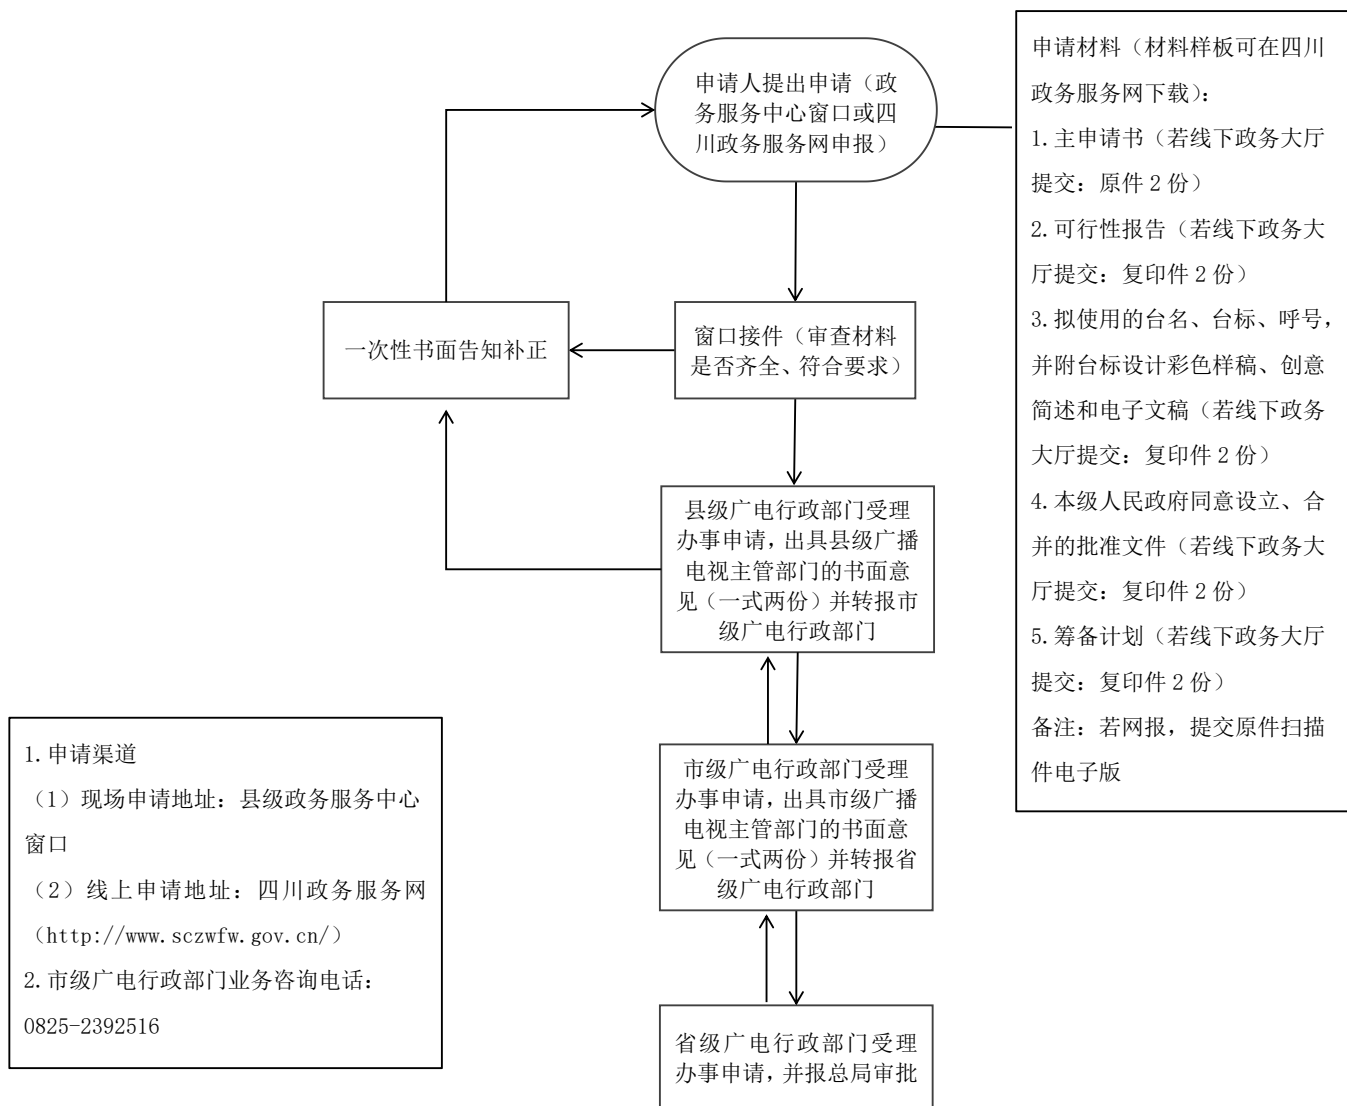 申请人提出申请（政
务服务中心窗口或四
川政务服务网申报）
窗口接件（审查材料
是否齐全、符合要求）
一次性书面告知补正
县级广电行政部门受理
办事申请，出具县级广播
电视主管部门的书面意
见（一式两份）并转报市
级广电行政部门
市级广电行政部门受理
办事申请，出具市级广播
电视主管部门的书面意
见（一式两份）并转报省
级广电行政部门
省级广电行政部门受理
办事申请，并报总局审批
申请材料（材料样板可在四川
政务服务网下载）：
1.主申请书（若线下政务大厅
提交：原件 2 份）
2.可行性报告（若线下政务大
厅提交：复印件 2 份）
3.拟使用的台名、台标、呼号，
并附台标设计彩色样稿、创意
简述和电子文稿（若线下政务
大厅提交：复印件 2 份）
4.本级人民政府同意设立、合
并的批准文件（若线下政务大
厅提交：复印件 2 份）
5.筹备计划（若线下政务大厅
提交：复印件 2 份）
备注：若网报，提交原件扫描
件电子版
1.申请渠道
（1）现场申请地址：县级政务服务中心
窗口
（2）线上申请地址：四川政务服务网
（http://www.sczwfw.gov.cn/）
2.市级广电行政部门业务咨询电话：
0825-2392516